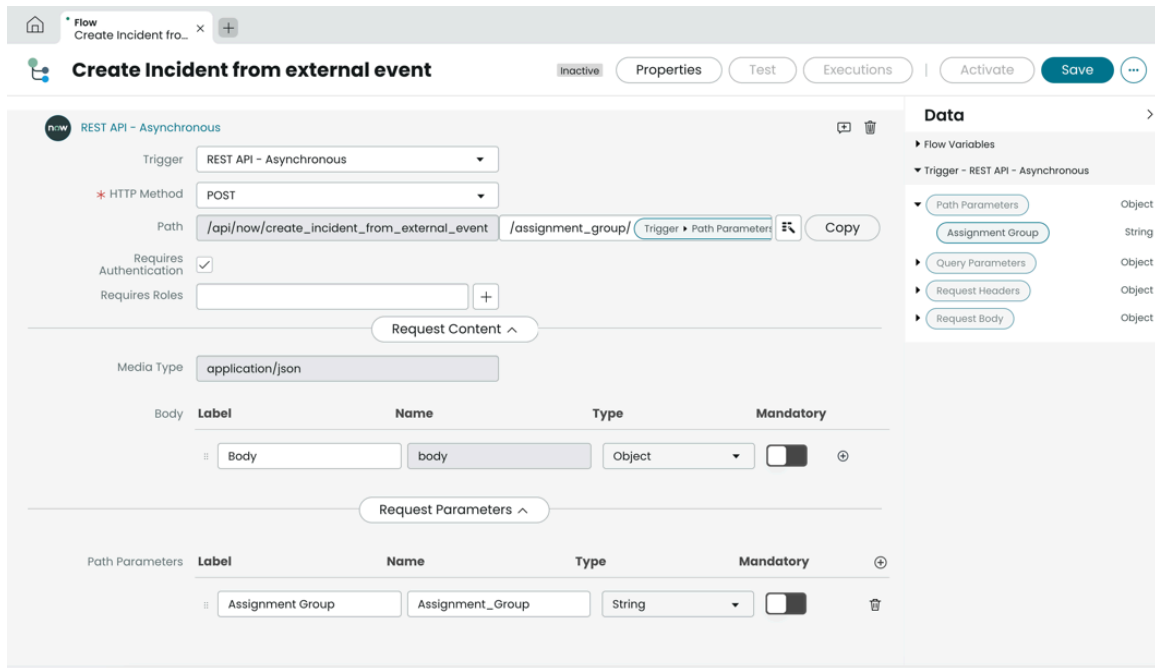 Flow
Create Incident fro...
Create Incident from external event
Inactive
Properties
Test
Executions
Activate
Save
now
REST API - Asynchronous
Trigger
REST API - Asynchronous
* HTTP Method
POST
Path
/api/now/create_incident_from_external_event
/assignment_group/
Trigger ▸ Path Parameters
Copy
Requires
Authentication
Requires Roles
Request Content
Media Type
application/json
Body Label Name Type Mandatory
Body body Object
Request Parameters
Path Parameters Label Name Type Mandatory
Assignment Group Assignment_Group String
Data
Flow Variables
Trigger - REST API - Asynchronous
Path Parameters Object
Assignment Group String
Query Parameters Object
Request Headers Object
Request Body Object